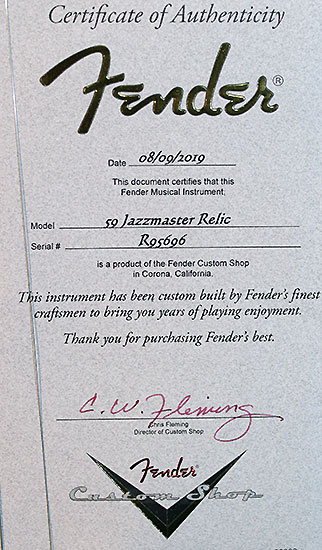 Certificate of Authenticity
Fender®
Date 08/09/2019
This document certifies that this
Fender Musical Instrument,
Model 59 Jazzmaster Relic
Serial # R95696
is a product of the Fender Custom Shop
in Corona, California.
This instrument has been custom built by Fender's finest
craftsmen to bring you years of playing enjoyment.
Thank you for purchasing Fender's best.
C. W. Fleming
Chris Fleming
Director of Custom Shop
Fender
Custom Shop